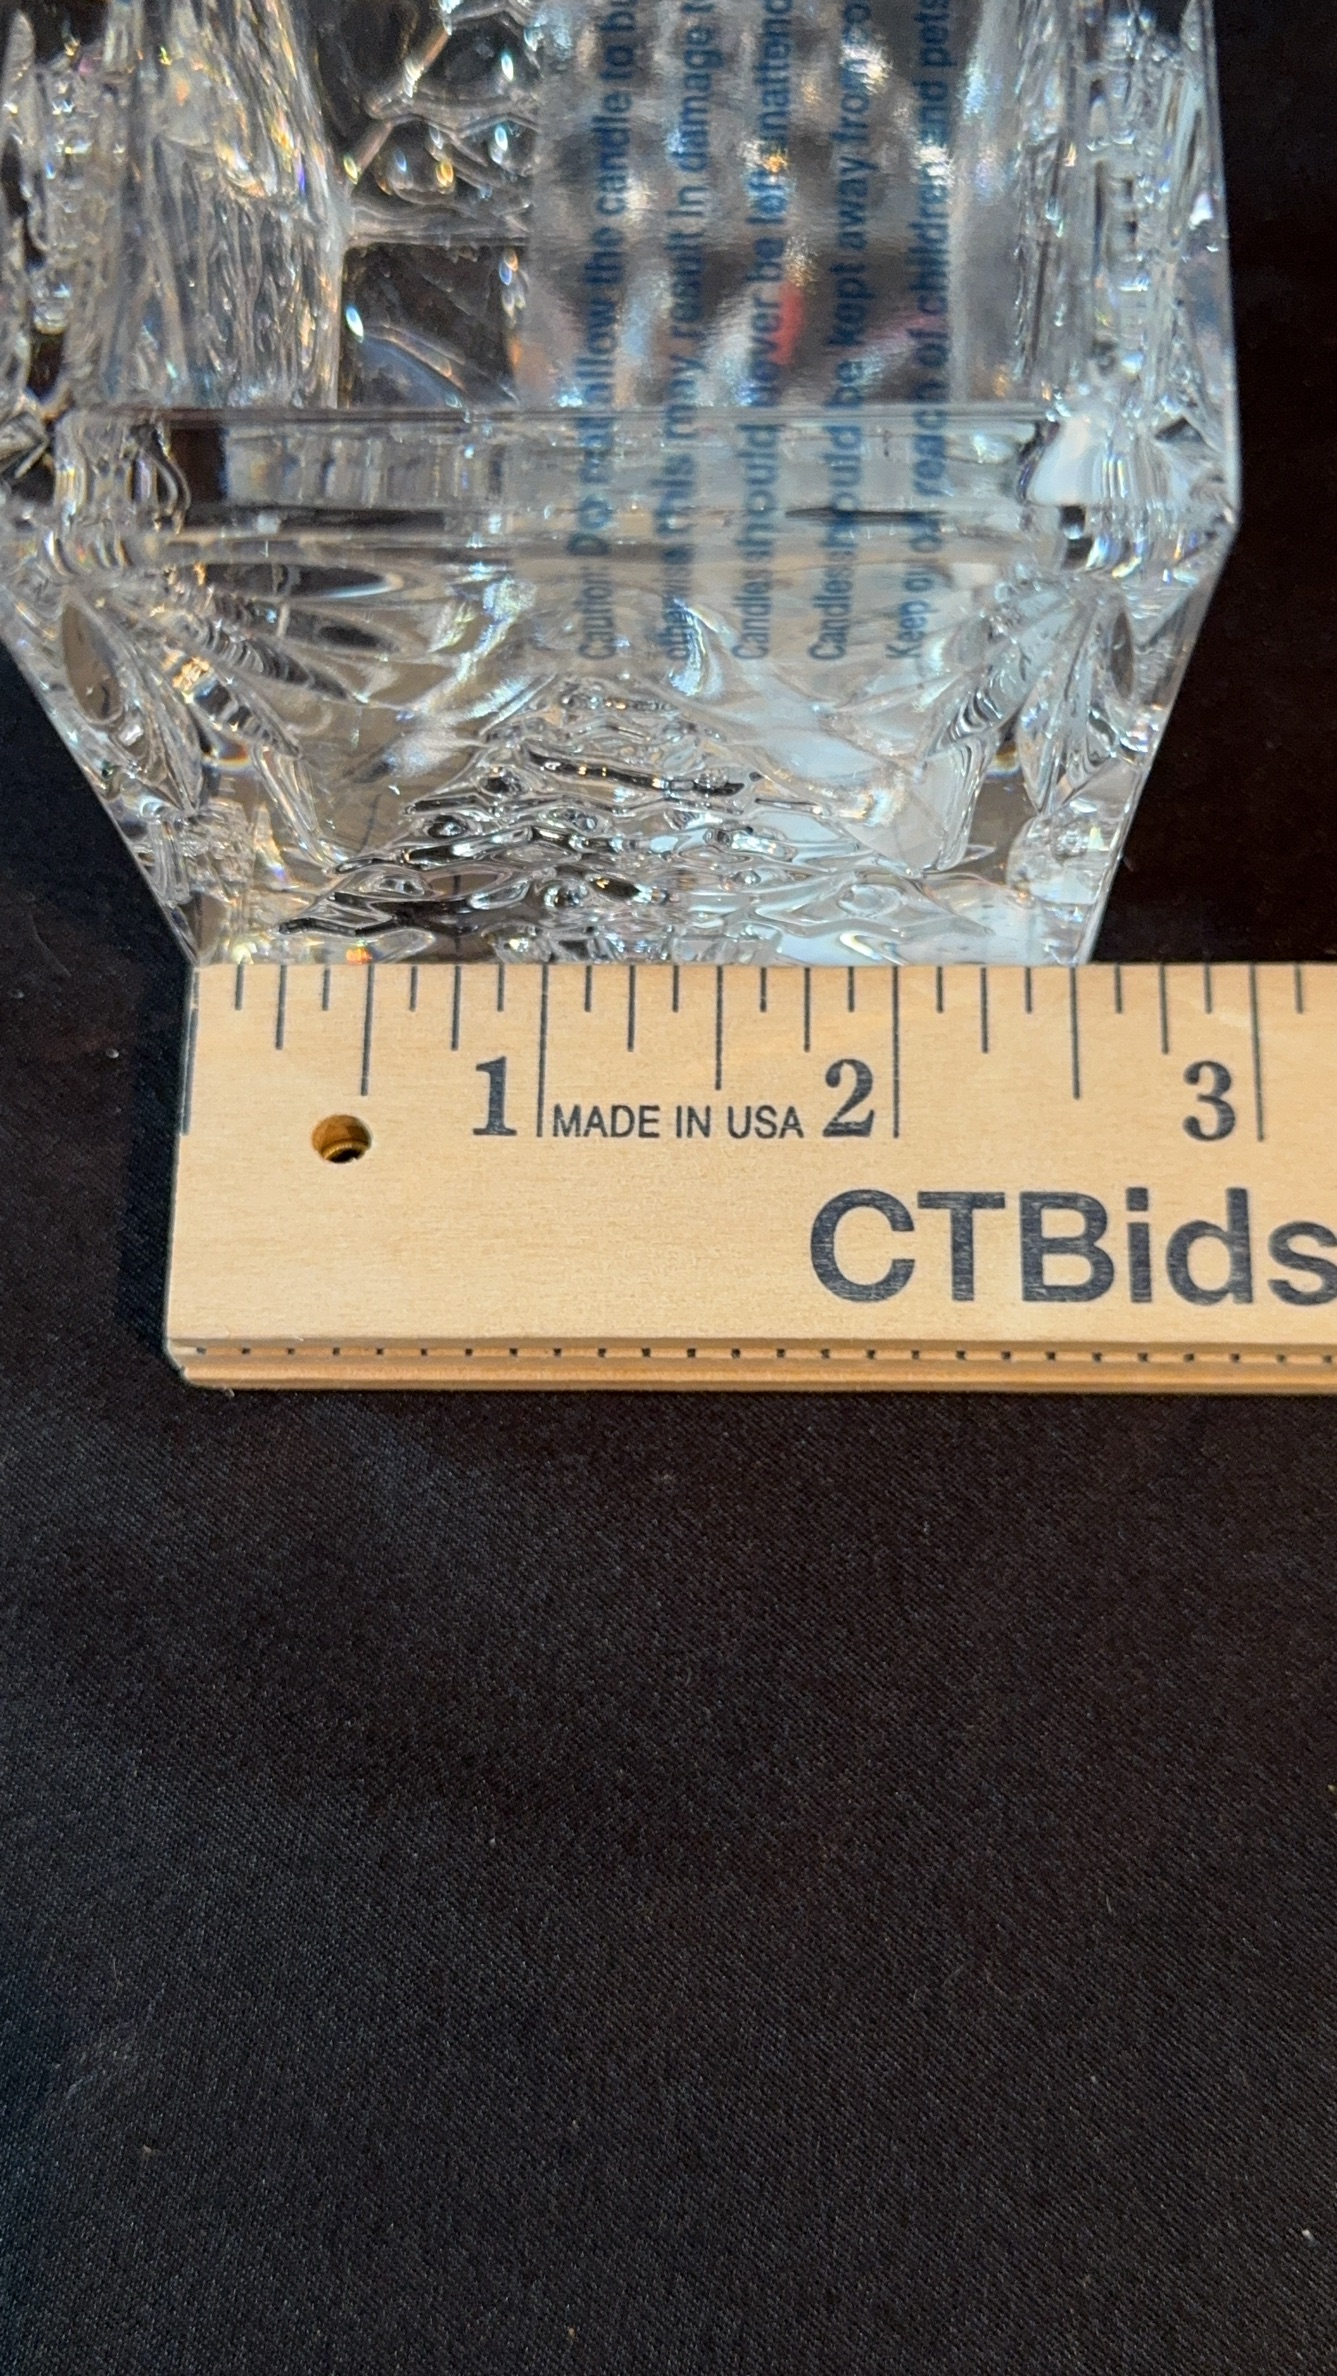 Caution Do not allow the candle to bu
otherwise this may result in damage t
Candles should never be left unattend
Candles should be kept away from co
Keep out of reach of children and pets
1 MADE IN USA 2 3
CTBids